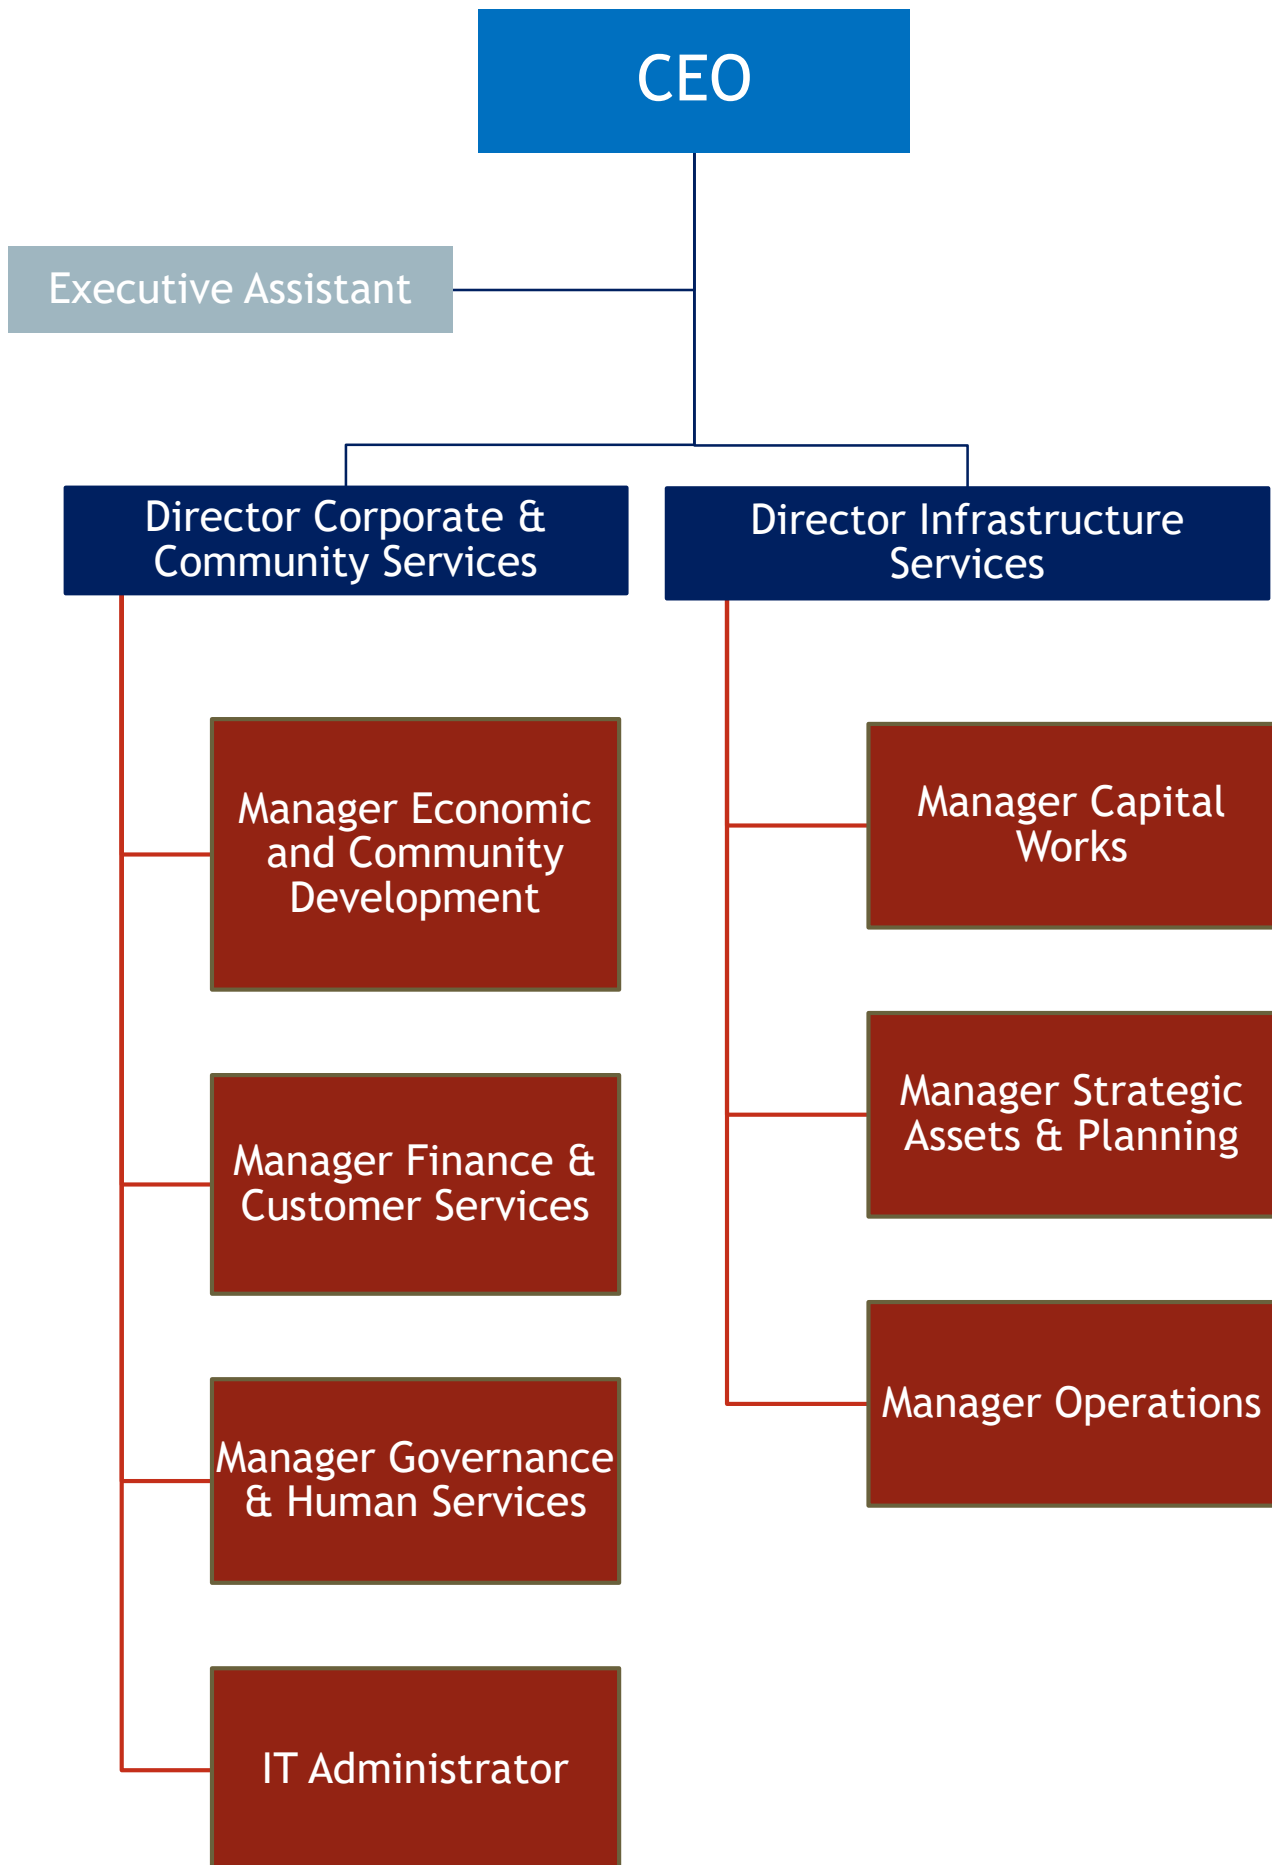 CEO
Executive Assistant
Director Corporate &
Community Services
Director Infrastructure
Services
Manager Economic
and Community
Development
Manager Capital
Works
Manager Finance &
Customer Services
Manager Strategic
Assets & Planning
Manager Governance
& Human Services
Manager Operations
IT Administrator